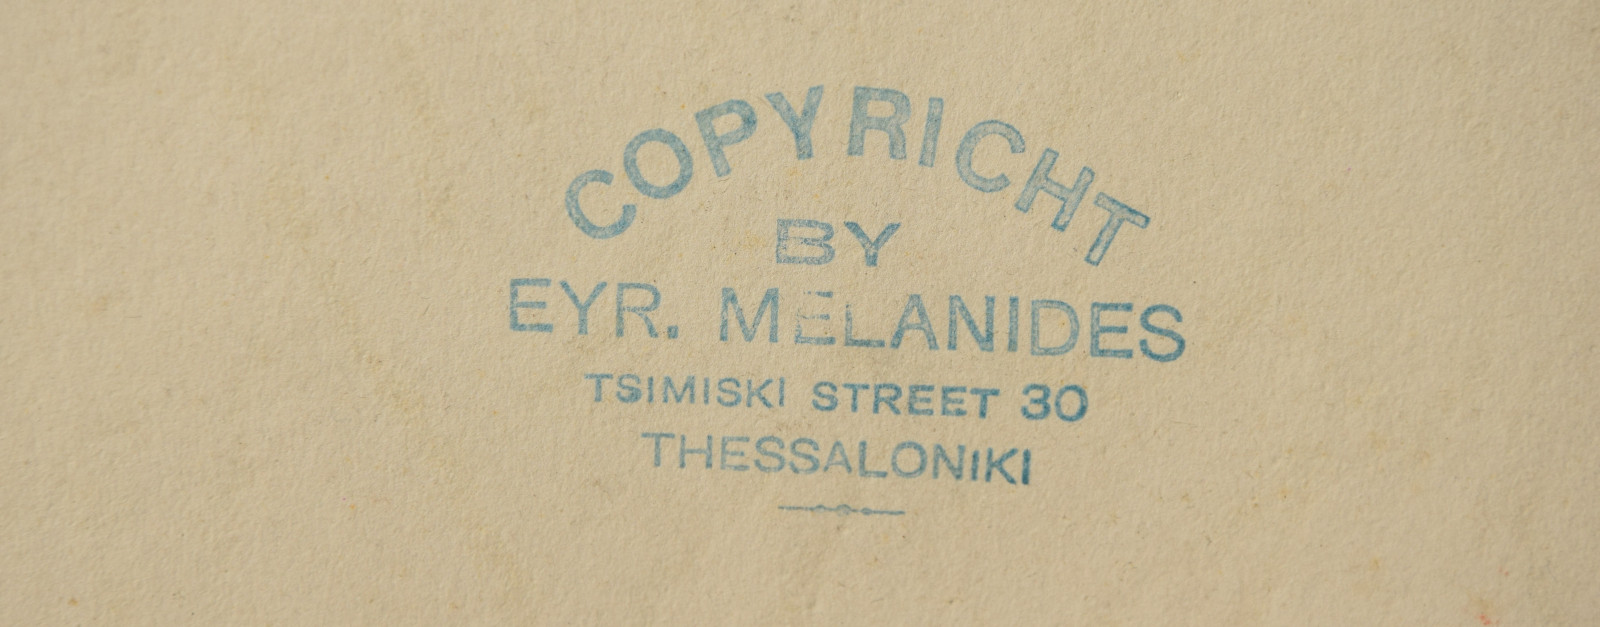 COPYRICHT
BY
EYR. MELANIDES
TSIMISKI STREET 30
THESSALONIKI